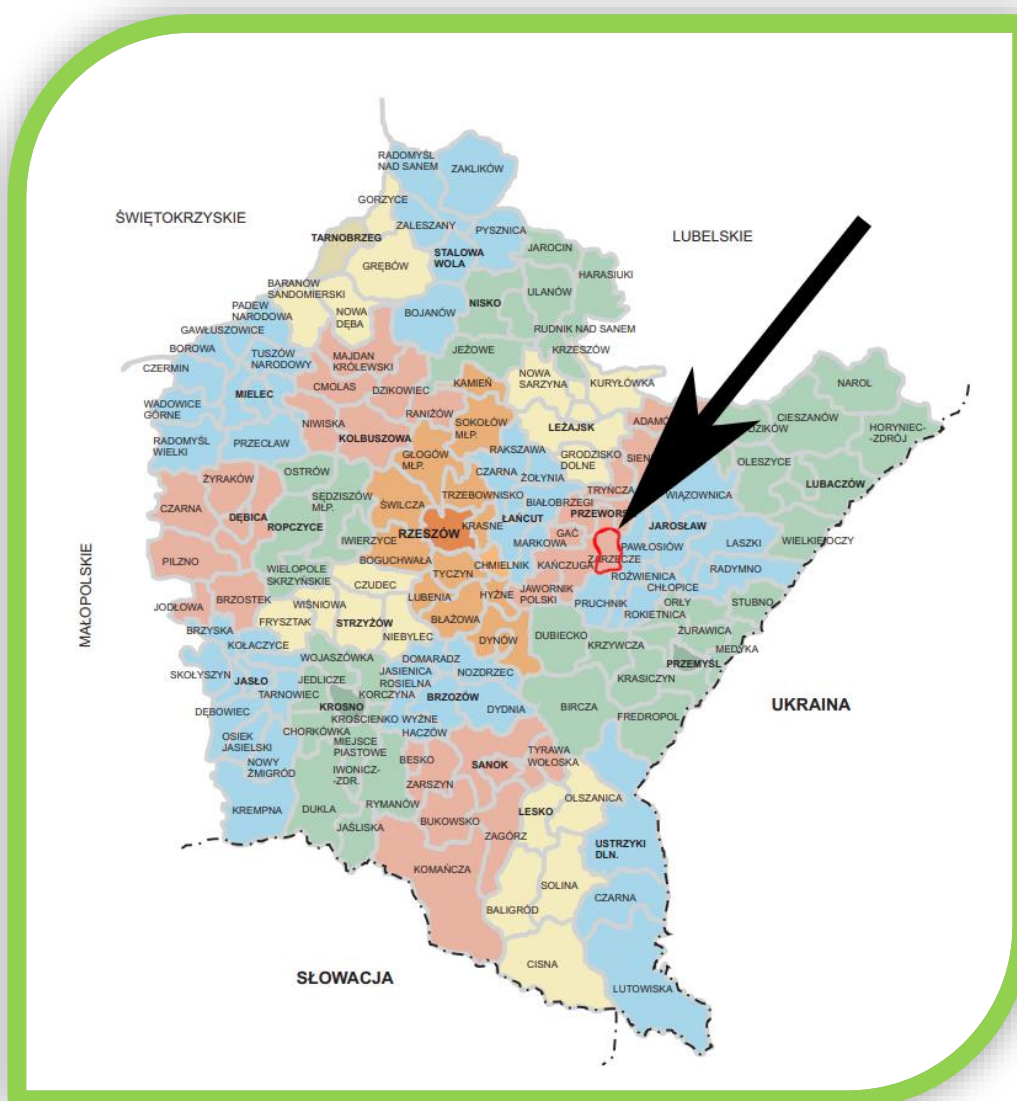 RADOMYŚL
NAD SANEM
ZAKLIKÓW
GORZYCE
ŚWIĘTOKRZYSKIE
ZALESZANY
PYSZNICA
LUBELSKIE
TARNOBRZEG
STALOWA
WOLA
JAROCIN
GRĘBÓW
HARASIUKI
BARANÓW
SANDOMIERSKI
ULANÓW
PADEW
NARODOWA
NOWA
DĘBA
BOJANÓW
NISKO
GAWŁUSZOWICE
RUDNIK NAD SANEM
BOROWA
TUSZÓW
NARODOWY
MAJDAN
KRÓLEWSKI
JEŻOWE
KRZESZÓW
CZERMIN
CMOLAS
DZIKOWIEC
KAMIEŃ
NOWA
SARZYNA
KURYŁÓWKA
NAROL
MIELEC
WADOWICE
GÓRNE
RANIŻÓW
SOKOŁÓW
MŁP.
ADAMÓ
CIESZANÓW
NIWISKA
LEŻAJSK
DZIKÓW
HORYNIEC-
-ZDRÓJ
RADOMYŚL
WIELKI
PRZECŁAW
KOLBUSZOWA
GŁOGÓW
MŁP.
RAKSZAWA
GRODZISKO
DOLNE
SIEN
OLESZYCE
OSTRÓW
CZARNA
ŻOŁYNIA
LUBACZÓW
ŻYRAKÓW
SĘDZISZÓW
MŁP.
TRZEBOWNISKO
BIAŁOBRZEGI
TRYŃCZA
WIĄZOWNICA
CZARNA
DĘBICA
ROPCZYCE
ŚWILCZA
ŁAŃCUT
PRZEWORS
JAROSŁAW
RZESZÓW
KRASNE
MARKOWA
GAĆ
PAWŁOSIÓW
LASZKI
WIELKIE OCZY
IWIERZYCE
PILZNO
BOGUCHWAŁA
CHMIELNIK
KAŃCZUGA
ZARZECZE
WIELOPOLE
SKRZYŃSKIE
TYCZYN
ROŹWIENICA
RADYMNO
CZUDEC
JAWORNIK
POLSKI
CHŁOPICE
MAŁOPOLSKIE
JODŁOWA
BRZOSTEK
WIŚNIOWA
LUBENIA
HYŻNE
PRUCHNIK
ORŁY
STUBNO
FRYSZTAK
STRZYŻÓW
BŁAŻOWA
ROKIETNICA
BRZYSKA
NIEBYLEC
DYNÓW
DUBIECKO
KRZYWCZA
ŻURAWICA
KOŁACZYCE
MEDYKA
WOJASZÓWKA
DOMARADZ
PRZEMYŚL
SKOŁYSZYN
JASŁO
JEDLICZE
JASIENICA
ROSIELNA
NOZDRZEC
KRASICZYN
TARNOWIEC
KORCZYNA
BRZOZÓW
DĘBOWIEC
KROSNO
DYDNIA
BIRCZA
UKRAINA
KROŚCIENKO WYŻNE
FREDROPOL
OSIEK
JASIELSKI
CHORKÓWKA
MIEJSCE
PIASTOWE
HACZÓW
TYRAWA
WOŁOSKA
NOWY
ŻMIGRÓD
IWONICZ-
-ZDR.
BESKO
SANOK
ZARSZYN
OLSZANICA
KREMPNA
DUKLA
RYMANÓW
BUKOWSKO
LESKO
JAŚLISKA
ZAGÓRZ
USTRZYKI
DLN.
KOMAŃCZA
SOLINA
CZARNA
BALIGRÓD
CISNA
SŁOWACJA
LUTOWISKA